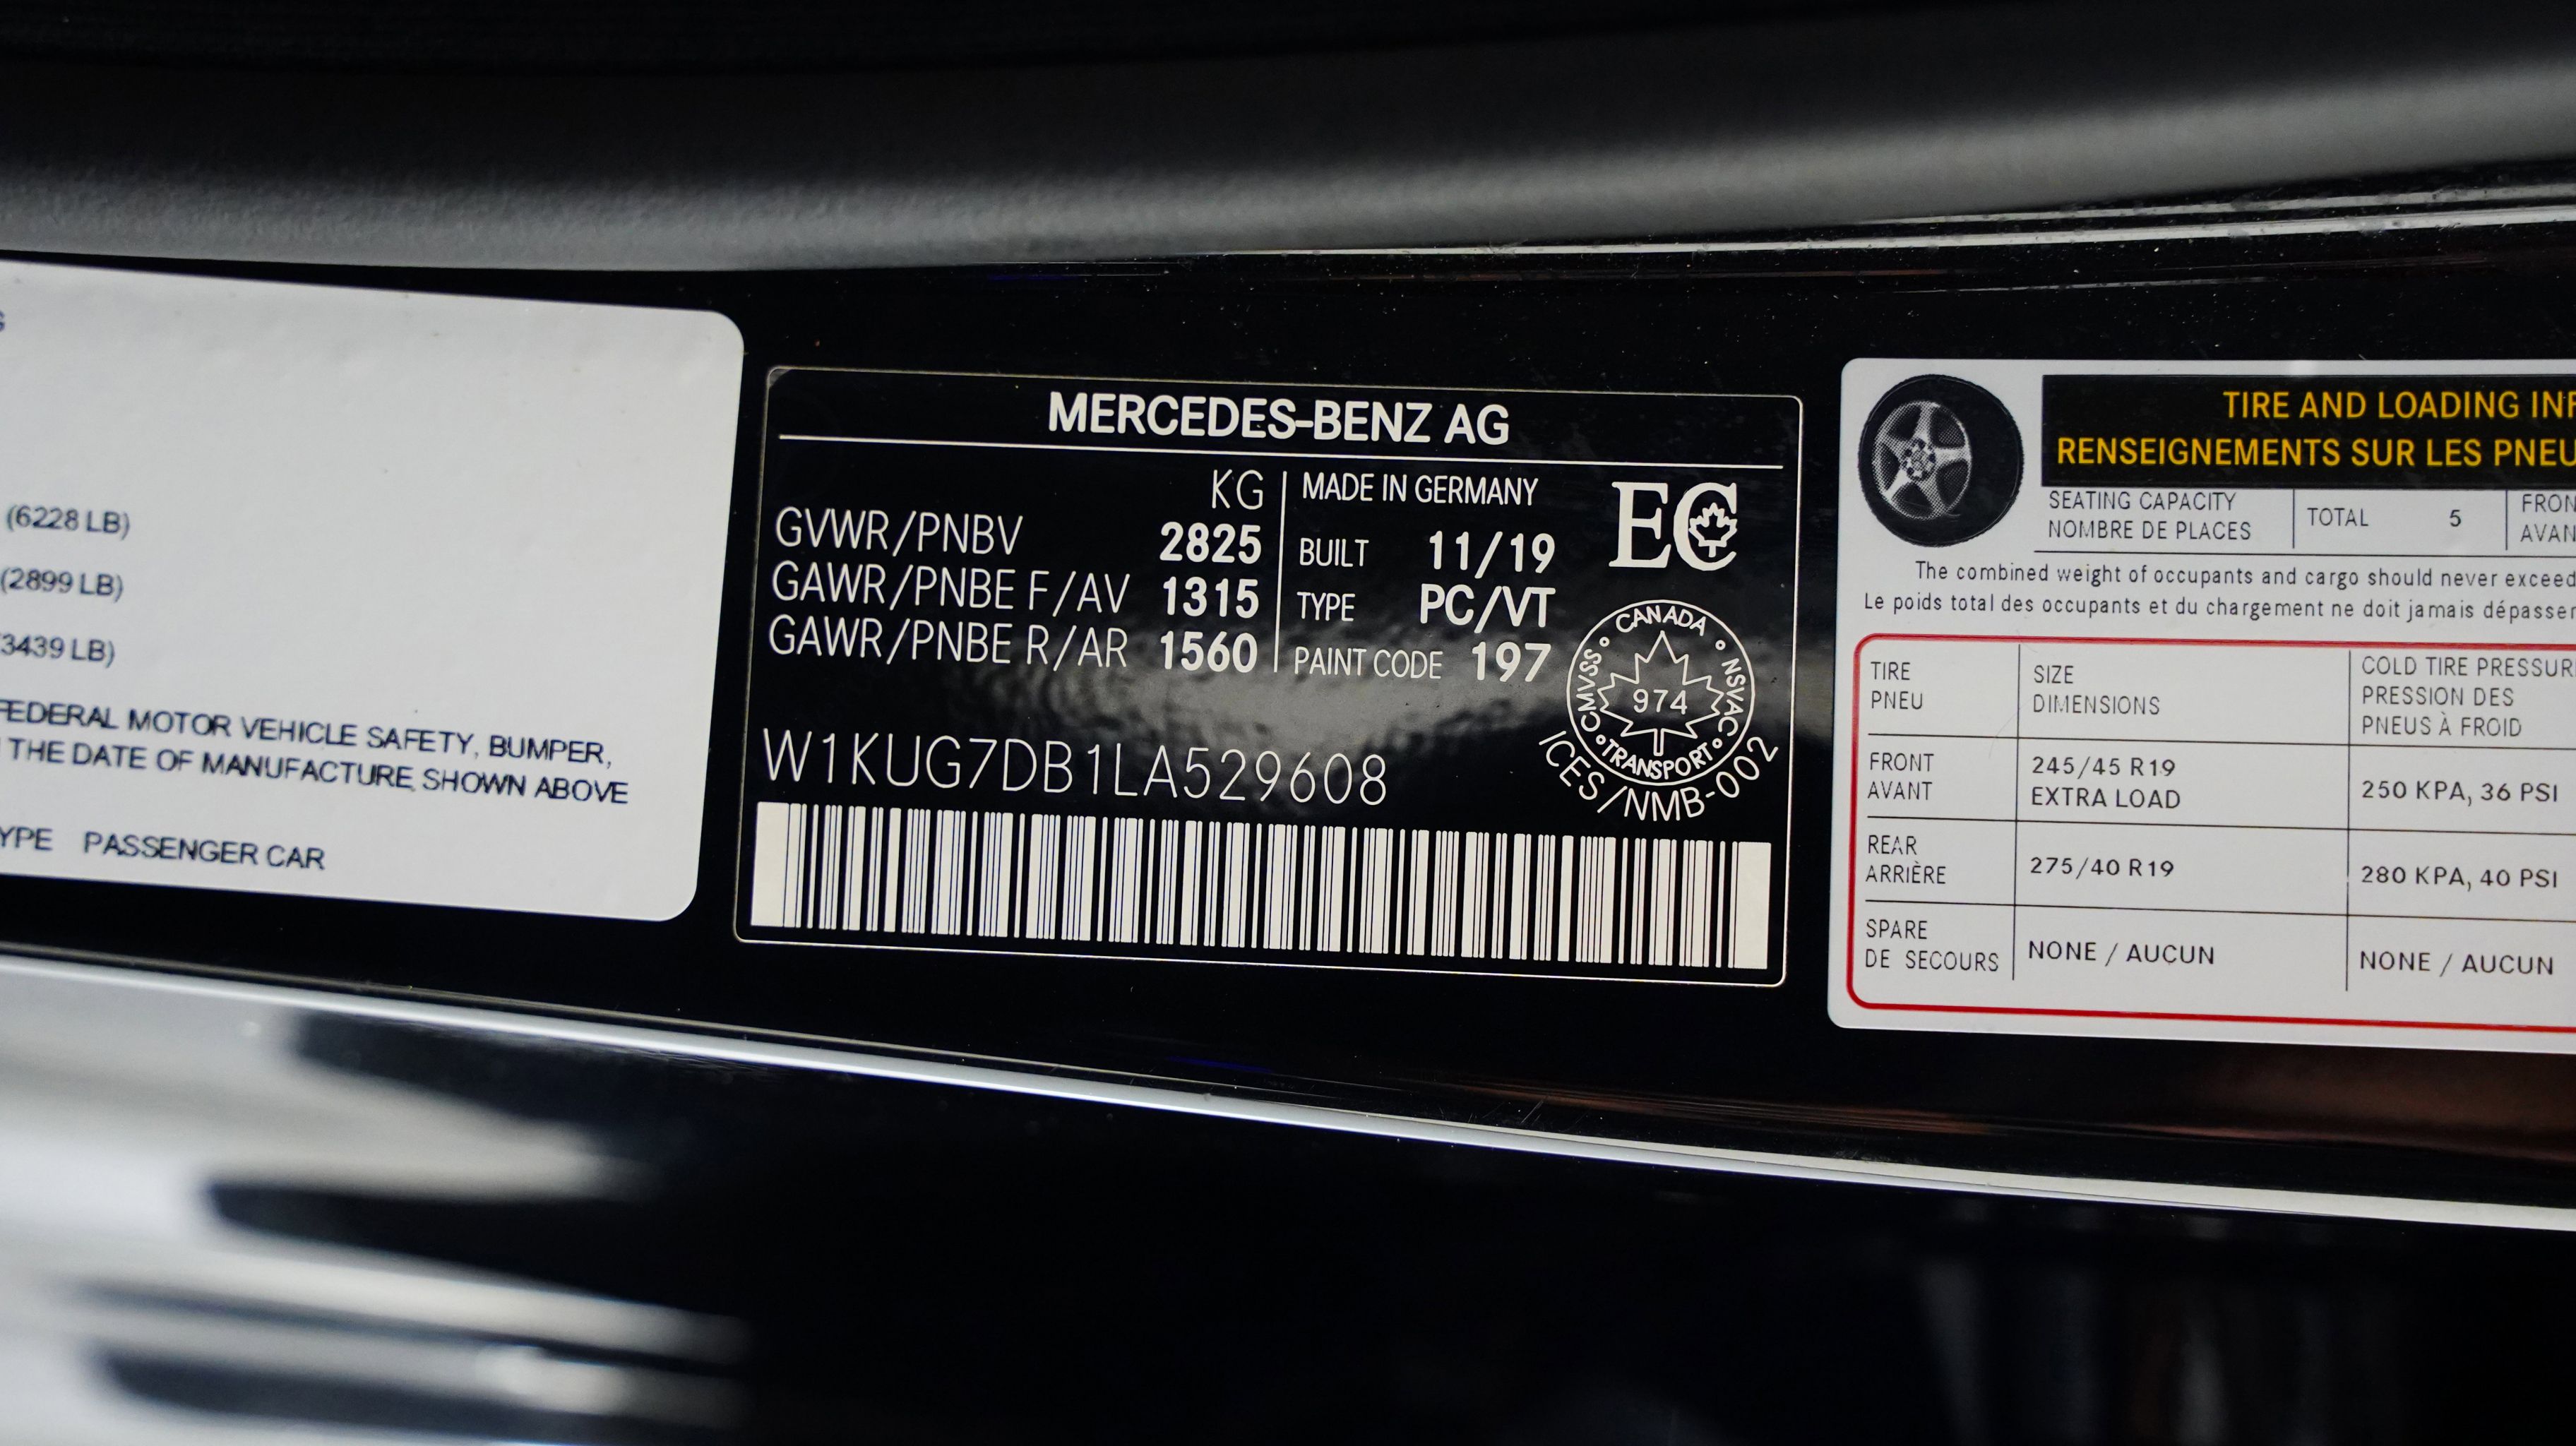 (6228 LB)
(2899 LB)
3439 LB)
FEDERAL MOTOR VEHICLE SAFETY, BUMPER,
THE DATE OF MANUFACTURE SHOWN ABOVE
YPE PASSENGER CAR
MERCEDES-BENZ AG
KG
GVWR/PNBV 2825
GAWR/PNBE F/AV 1315
GAWR/PNBE R/AR 1560
MADE IN GERMANY
BUILT 11/19
TYPE PC/VT
PAINT CODE 197
EC
CANADA
CMVSS • NSVAC
974
TRANSPORT
ICES/NMB-002
W1KUG7DB1LA529608
TIRE AND LOADING INF
RENSEIGNEMENTS SUR LES PNEU
SEATING CAPACITY
NOMBRE DE PLACES
TOTAL 5
FRON
AVAN
The combined weight of occupants and cargo should never exceed
Le poids total des occupants et du chargement ne doit jamais dépasser
TIRE
PNEU
SIZE
DIMENSIONS
COLD TIRE PRESSUR
PRESSION DES
PNEUS À FROID
FRONT
AVANT
245/45 R19
EXTRA LOAD
250 KPA, 36 PSI
REAR
ARRIÈRE
275/40 R19
280 KPA, 40 PSI
SPARE
DE SECOURS
NONE / AUCUN
NONE / AUCUN